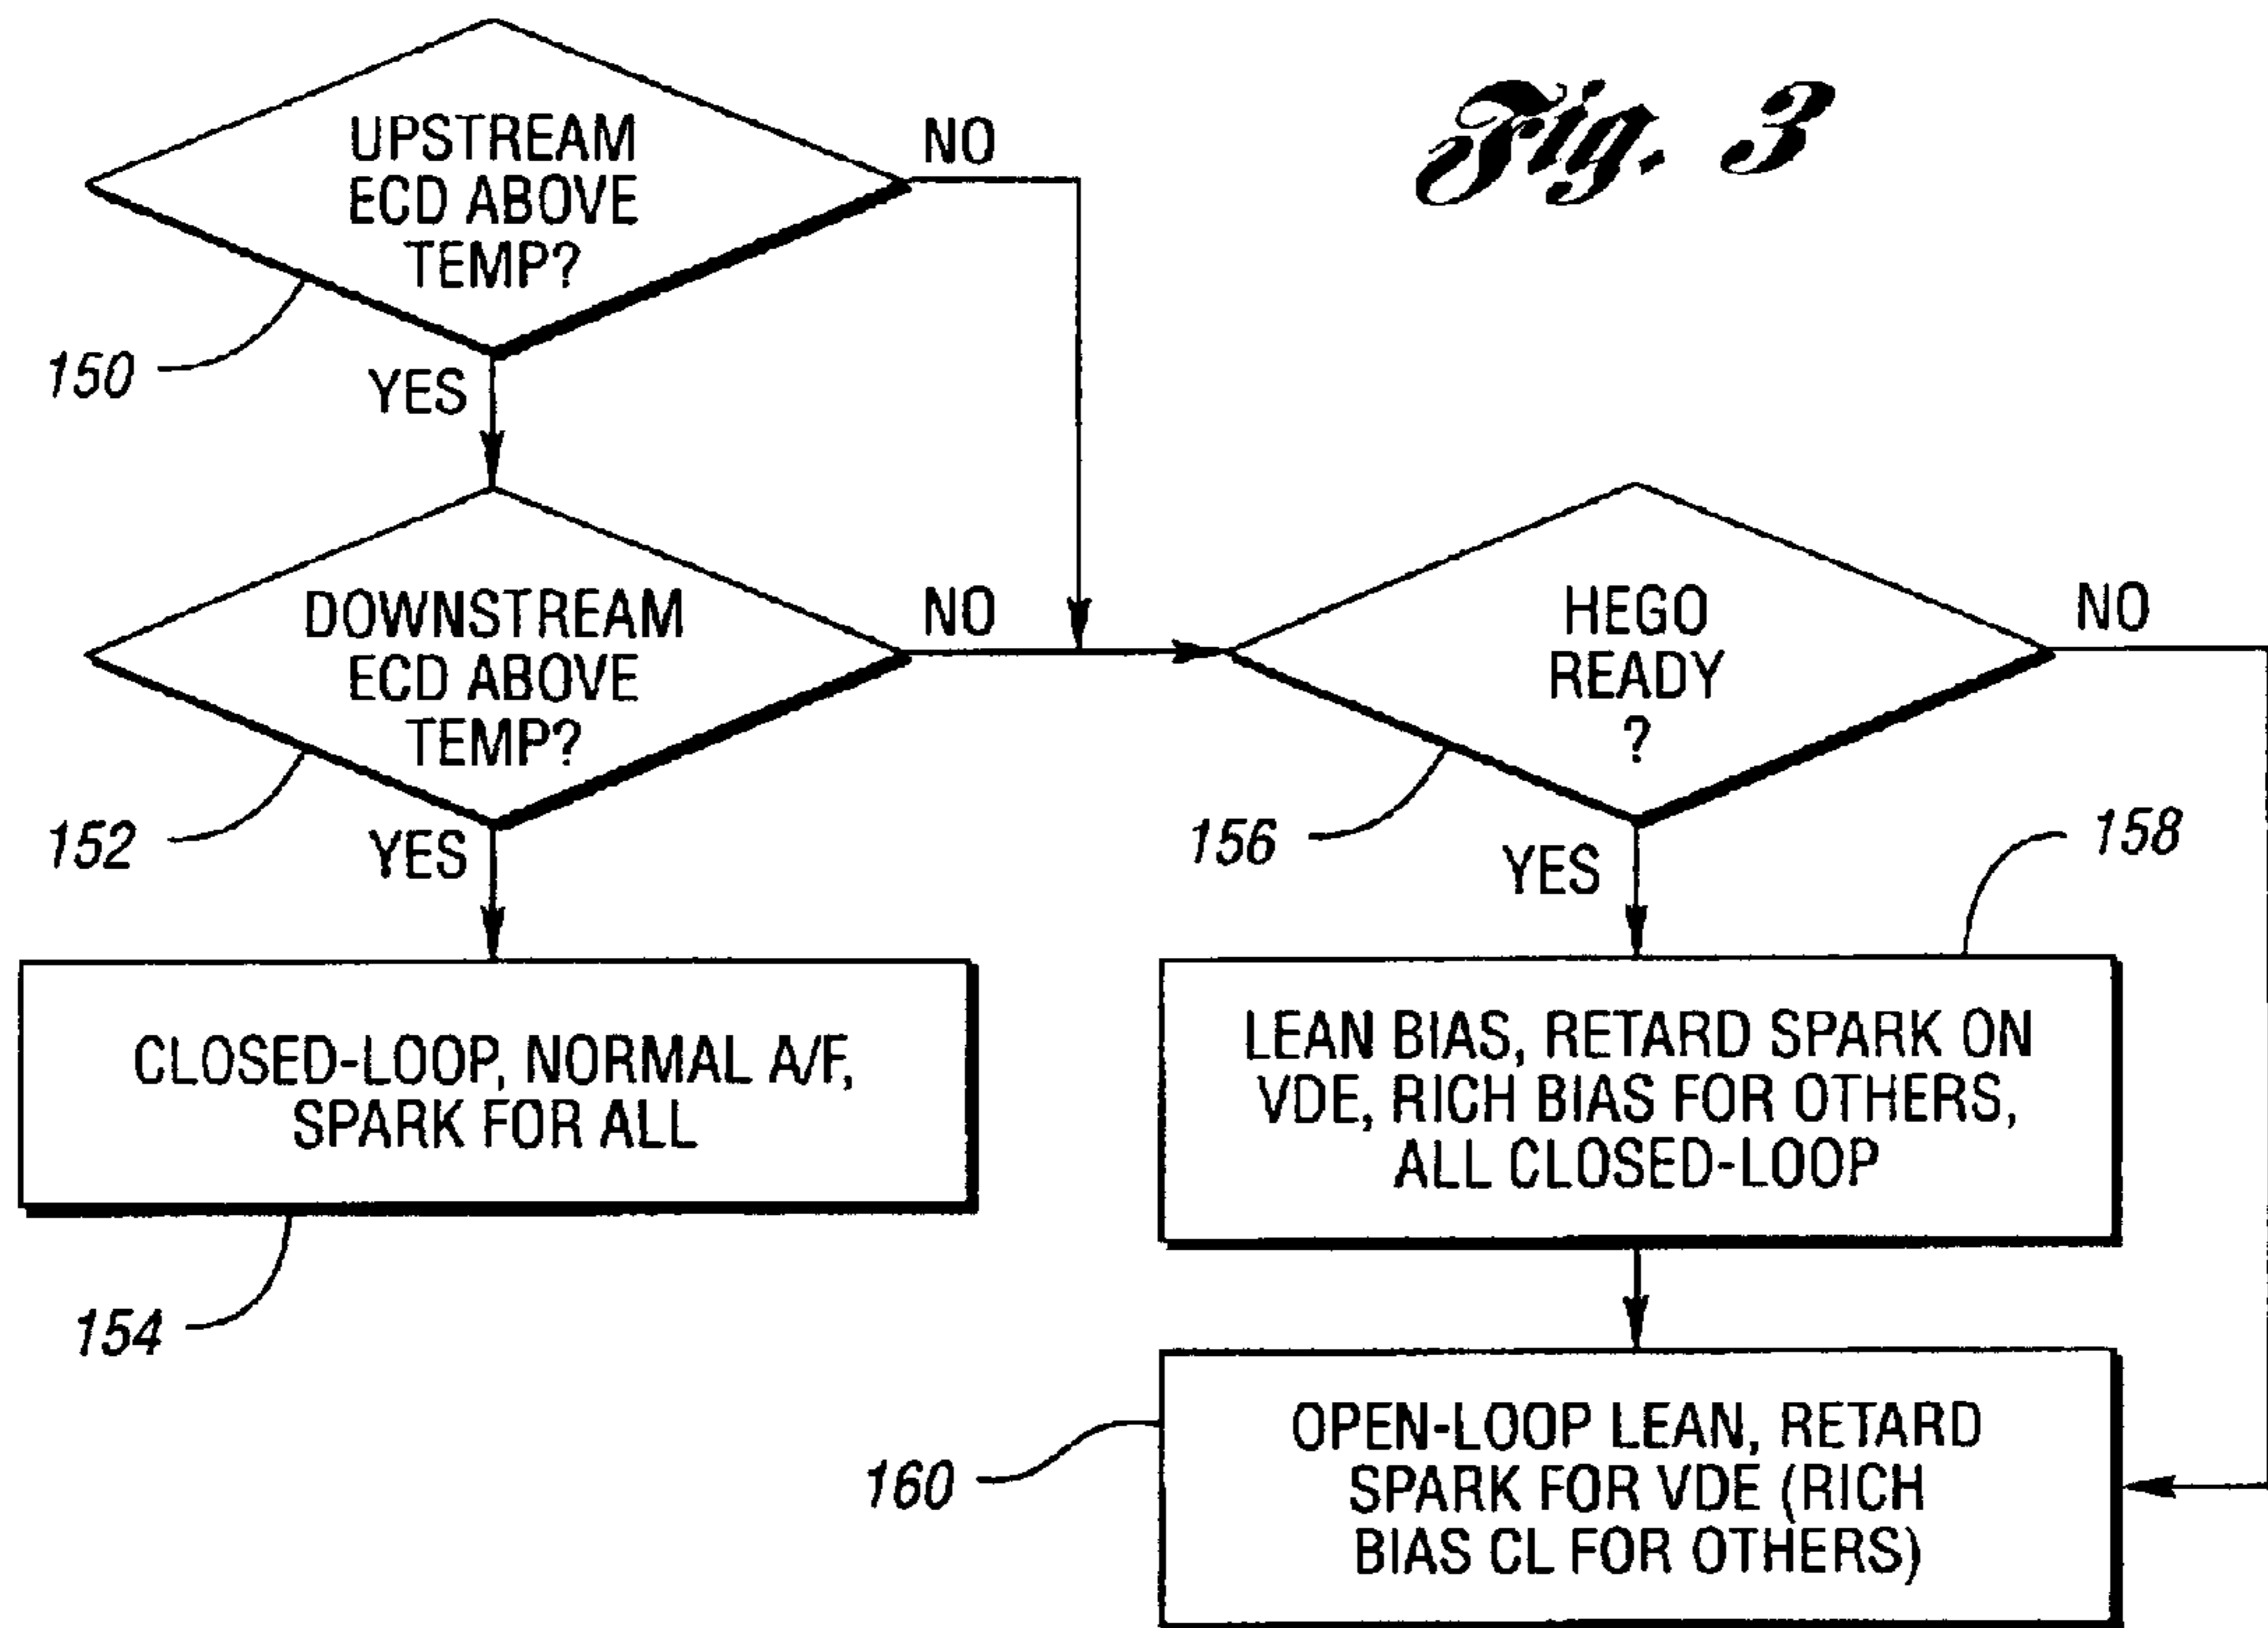 Fig. 3
UPSTREAM
ECD ABOVE
TEMP?
NO
150
YES
DOWNSTREAM
ECD ABOVE
TEMP?
NO
152
YES
HEGO
READY
?
NO
156
YES
158
CLOSED-LOOP, NORMAL A/F,
SPARK FOR ALL
154
LEAN BIAS, RETARD SPARK ON
VDE, RICH BIAS FOR OTHERS,
ALL CLOSED-LOOP
OPEN-LOOP LEAN, RETARD
SPARK FOR VDE (RICH
BIAS CL FOR OTHERS)
160